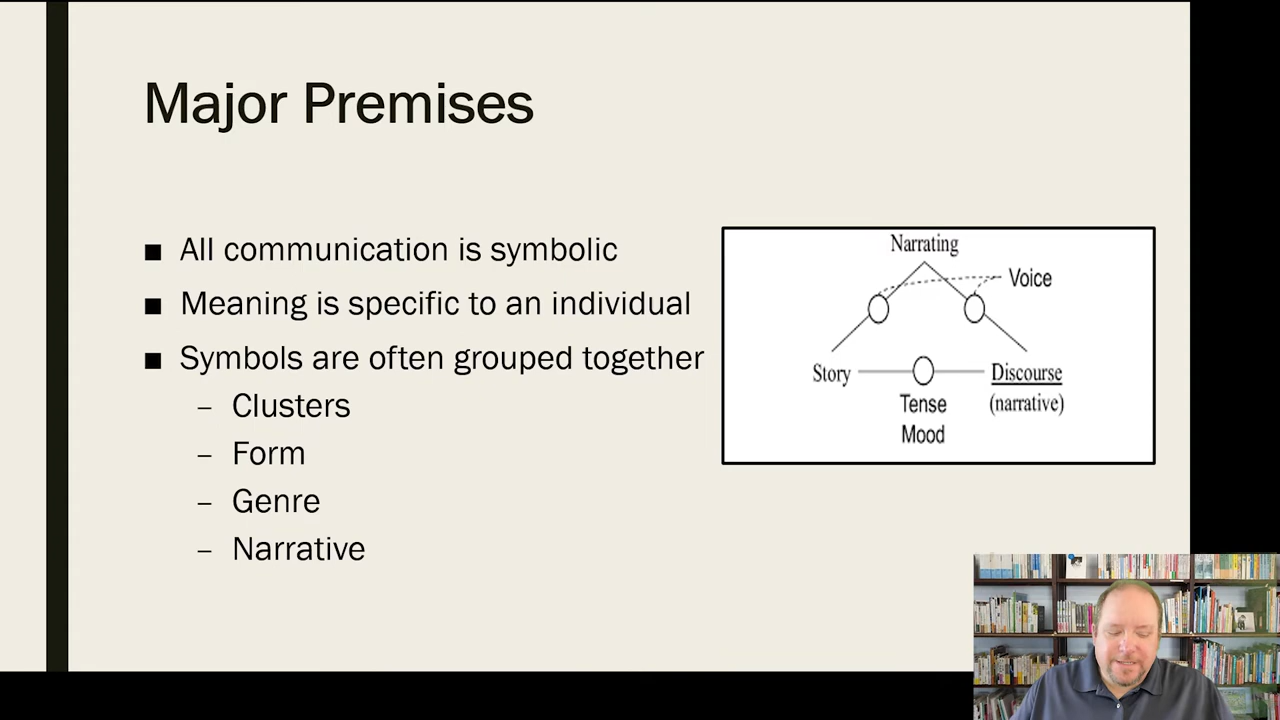 Major Premises
■ All communication is symbolic
■ Meaning is specific to an individual
■ Symbols are often grouped together
– Clusters
– Form
– Genre
– Narrative
Narrating
Voice
Story
Discourse
(narrative)
Tense
Mood